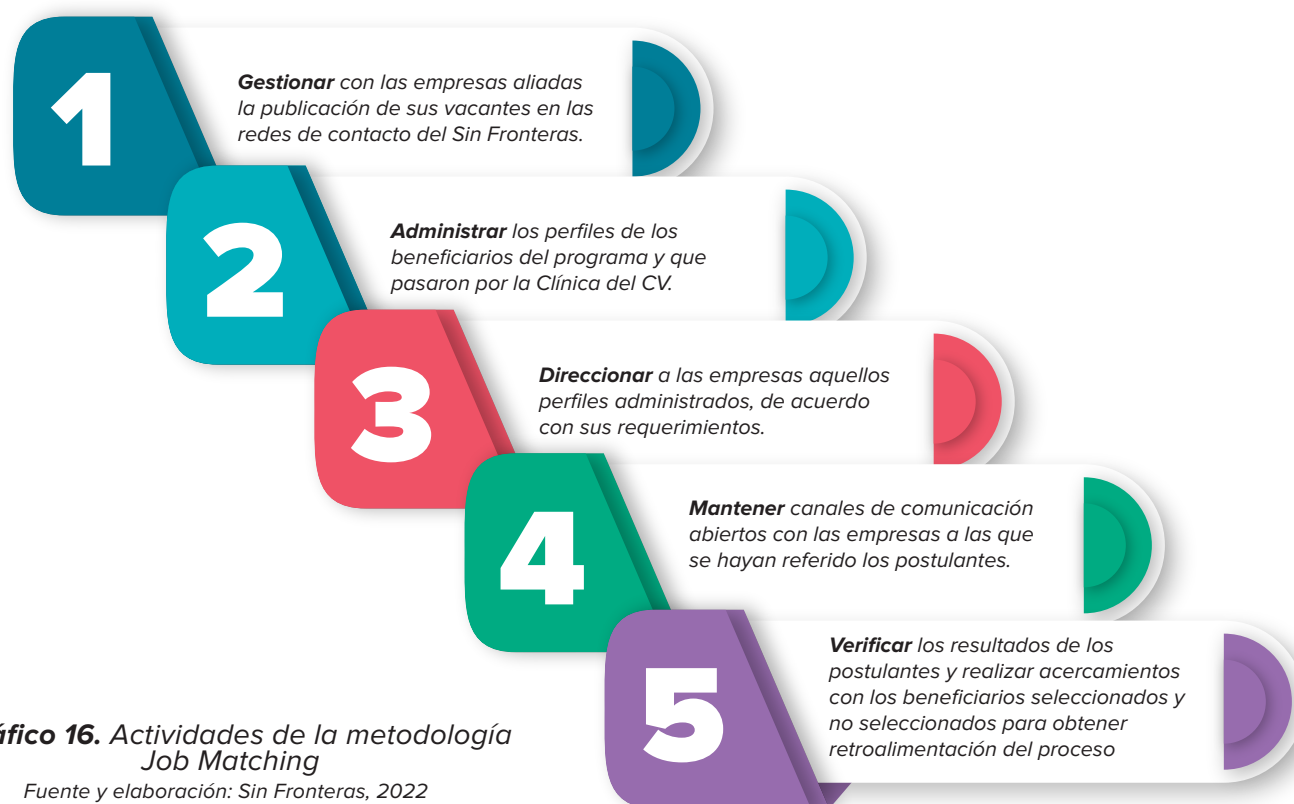 1
Gestionar con las empresas aliadas
la publicación de sus vacantes en las
redes de contacto del Sin Fronteras.
2
Administrar los perfiles de los
beneficiarios del programa y que
pasaron por la Clínica del CV.
3
Direccionar a las empresas aquellos
perfiles administrados, de acuerdo
con sus requerimientos.
4
Mantener canales de comunicación
abiertos con las empresas a las que
se hayan referido los postulantes.
5
Verificar los resultados de los
postulantes y realizar acercamientos
con los beneficiarios seleccionados y
no seleccionados para obtener
retroalimentación del proceso
áfico 16. Actividades de la metodología
Job Matching
Fuente y elaboración: Sin Fronteras, 2022